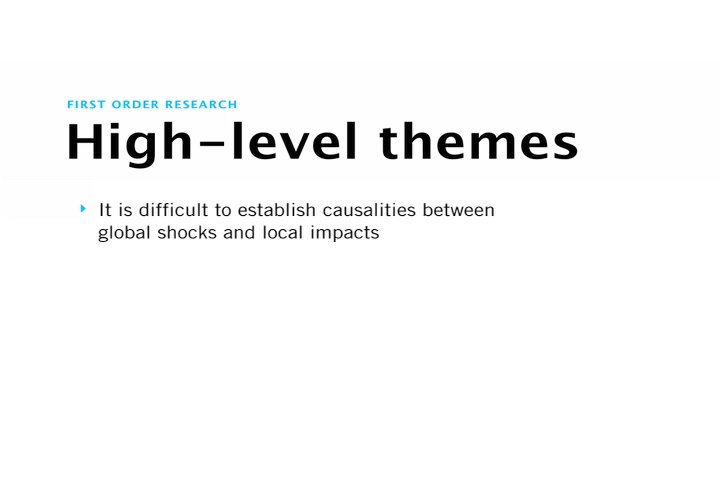 FIRST ORDER RESEARCH
High-level themes
It is difficult to establish causalities between
global shocks and local impacts